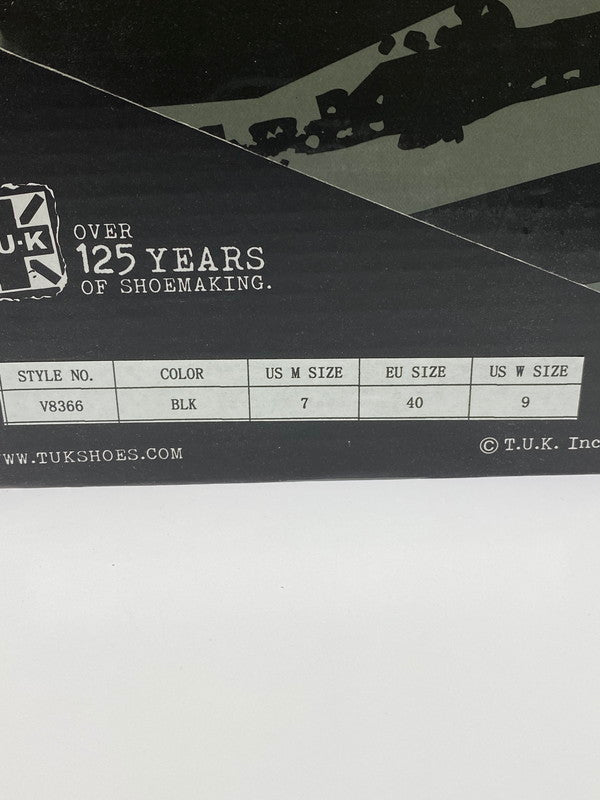 U·K
OVER
125 YEARS
OF SHOEMAKING.
STYLE NO. COLOR US M SIZE EU SIZE US W SIZE
V8366 BLK 7 40 9
WW.TUKSHOES.COM
© T.U.K. Inc